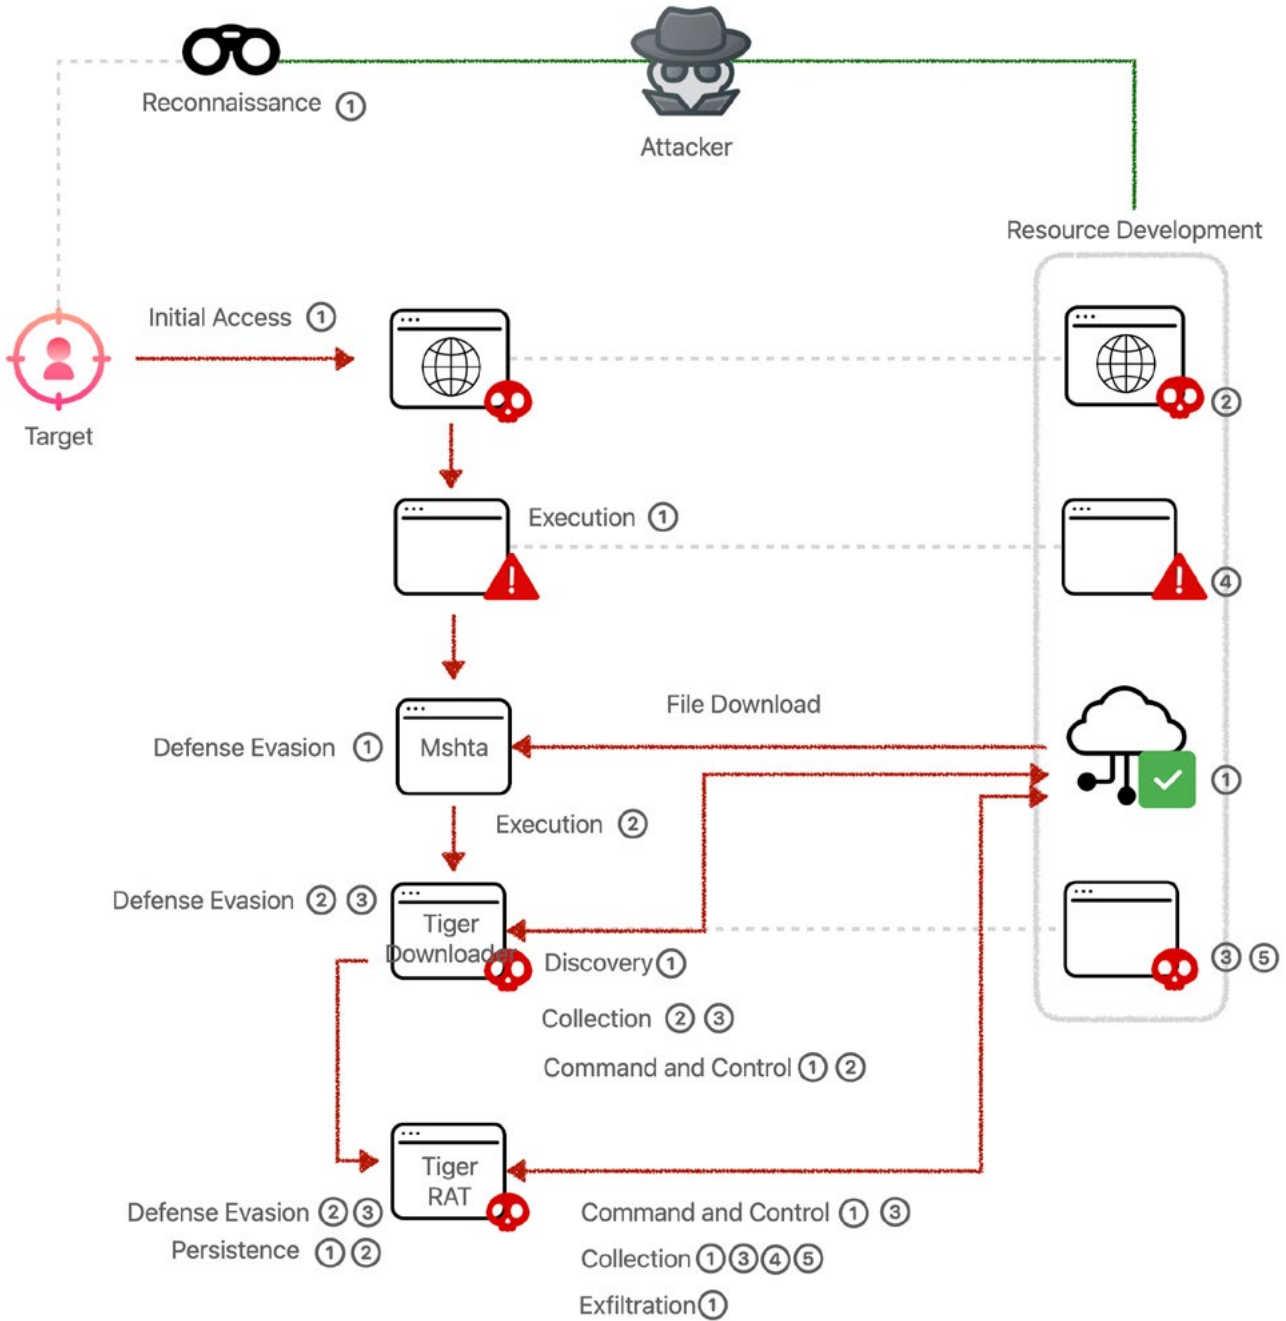 Reconnaissance ①
Attacker
Resource Development
Initial Access ①
Target
②
Execution ①
④
File Download
Defense Evasion ①
Mshta
①
Execution ②
Defense Evasion ② ③
Tiger
Downloader
③ ⑤
Discovery ①
Collection ② ③
Command and Control ① ②
Tiger
RAT
Defense Evasion ② ③
Persistence ① ②
Command and Control ① ③
Collection ① ③ ④ ⑤
Exfiltration ①